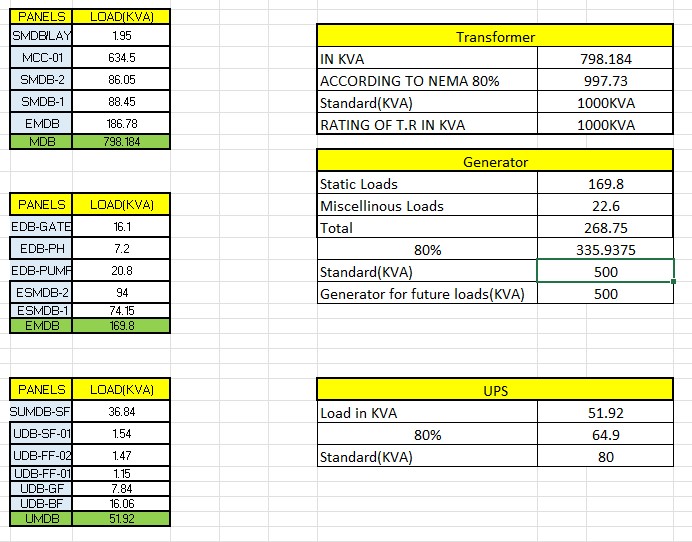 PANELS LOAD(KVA)
SMDB\LAY 1.95
MCC-01 634.5
SMDB-2 86.05
SMDB-1 88.45
EMDB 186.78
MDB 798.184
Transformer
IN KVA 798.184
ACCORDING TO NEMA 80% 997.73
Standard(KVA) 1000KVA
RATING OF T.R IN KVA 1000KVA
Generator
Static Loads 169.8
Miscellinous Loads 22.6
Total 268.75
80% 335.9375
Standard(KVA) 500
Generator for future loads(KVA) 500
PANELS LOAD(KVA)
EDB-GATE 16.1
EDB-PH 7.2
EDB-PUMP 20.8
ESMDB-2 94
ESMDB-1 74.15
EMDB 169.8
PANELS LOAD(KVA)
SUMDB-SF 36.84
UDB-SF-01 1.54
UDB-FF-02 1.47
UDB-FF-01 1.15
UDB-GF 7.84
UDB-BF 16.06
UMDB 51.92
UPS
Load in KVA 51.92
80% 64.9
Standard(KVA) 80